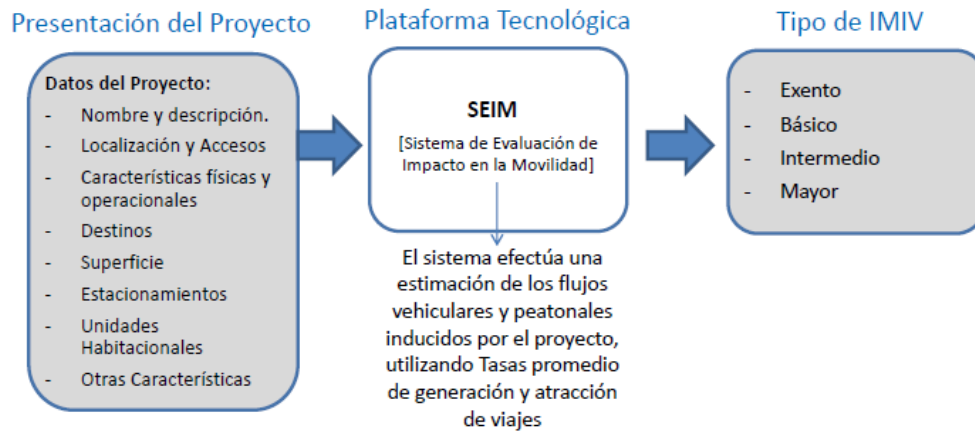 Presentación del Proyecto
Datos del Proyecto:
- Nombre y descripción.
- Localización y Accesos
- Características físicas y
operacionales
- Destinos
- Superficie
- Estacionamientos
- Unidades
Habitacionales
- Otras Características
Plataforma Tecnológica
SEIM
[Sistema de Evaluación de
Impacto en la Movilidad]
El sistema efectúa una
estimación de los flujos
vehiculares y peatonales
inducidos por el proyecto,
utilizando Tasas promedio
de generación y atracción
de viajes
Tipo de IMIV
- Exento
- Básico
- Intermedio
- Mayor